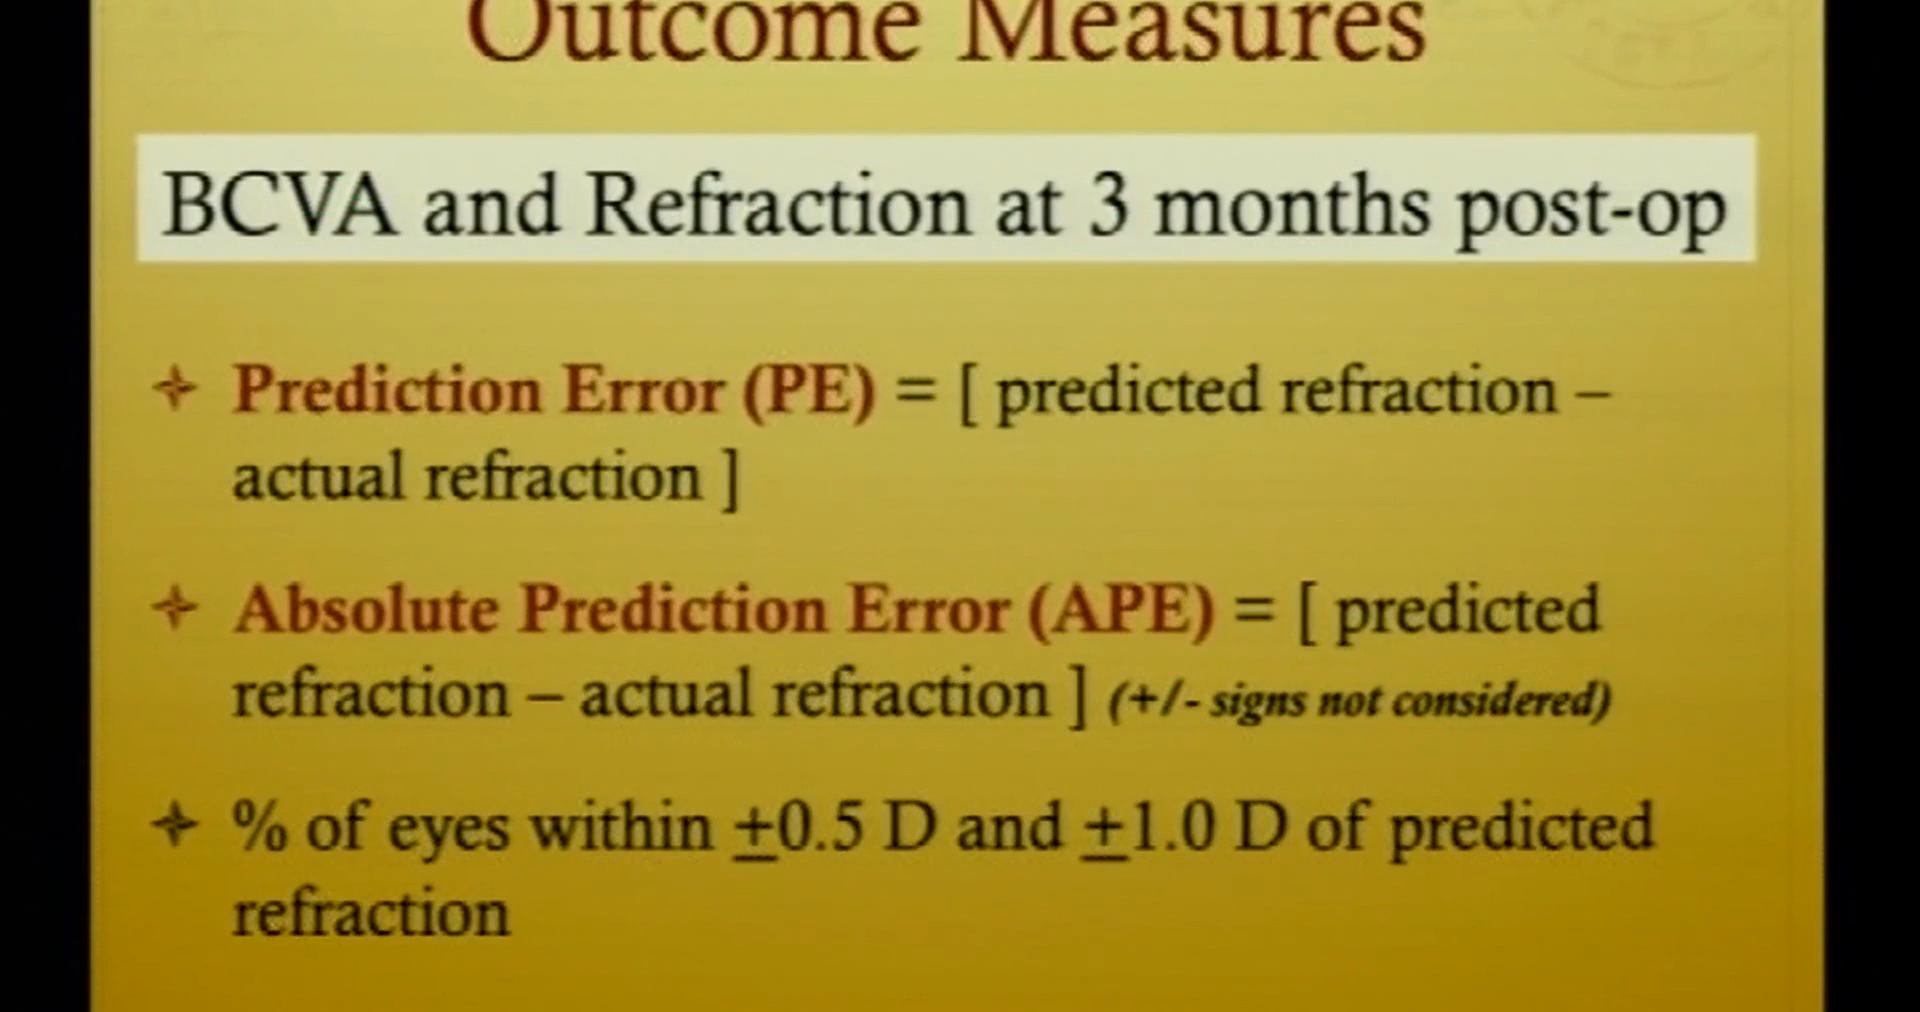 Outcome Measures
BCVA and Refraction at 3 months post-op
✦ Prediction Error (PE) = [ predicted refraction –
actual refraction ]
✦ Absolute Prediction Error (APE) = [ predicted
refraction – actual refraction ] (+/- signs not considered)
✦ % of eyes within ±0.5 D and ±1.0 D of predicted
refraction